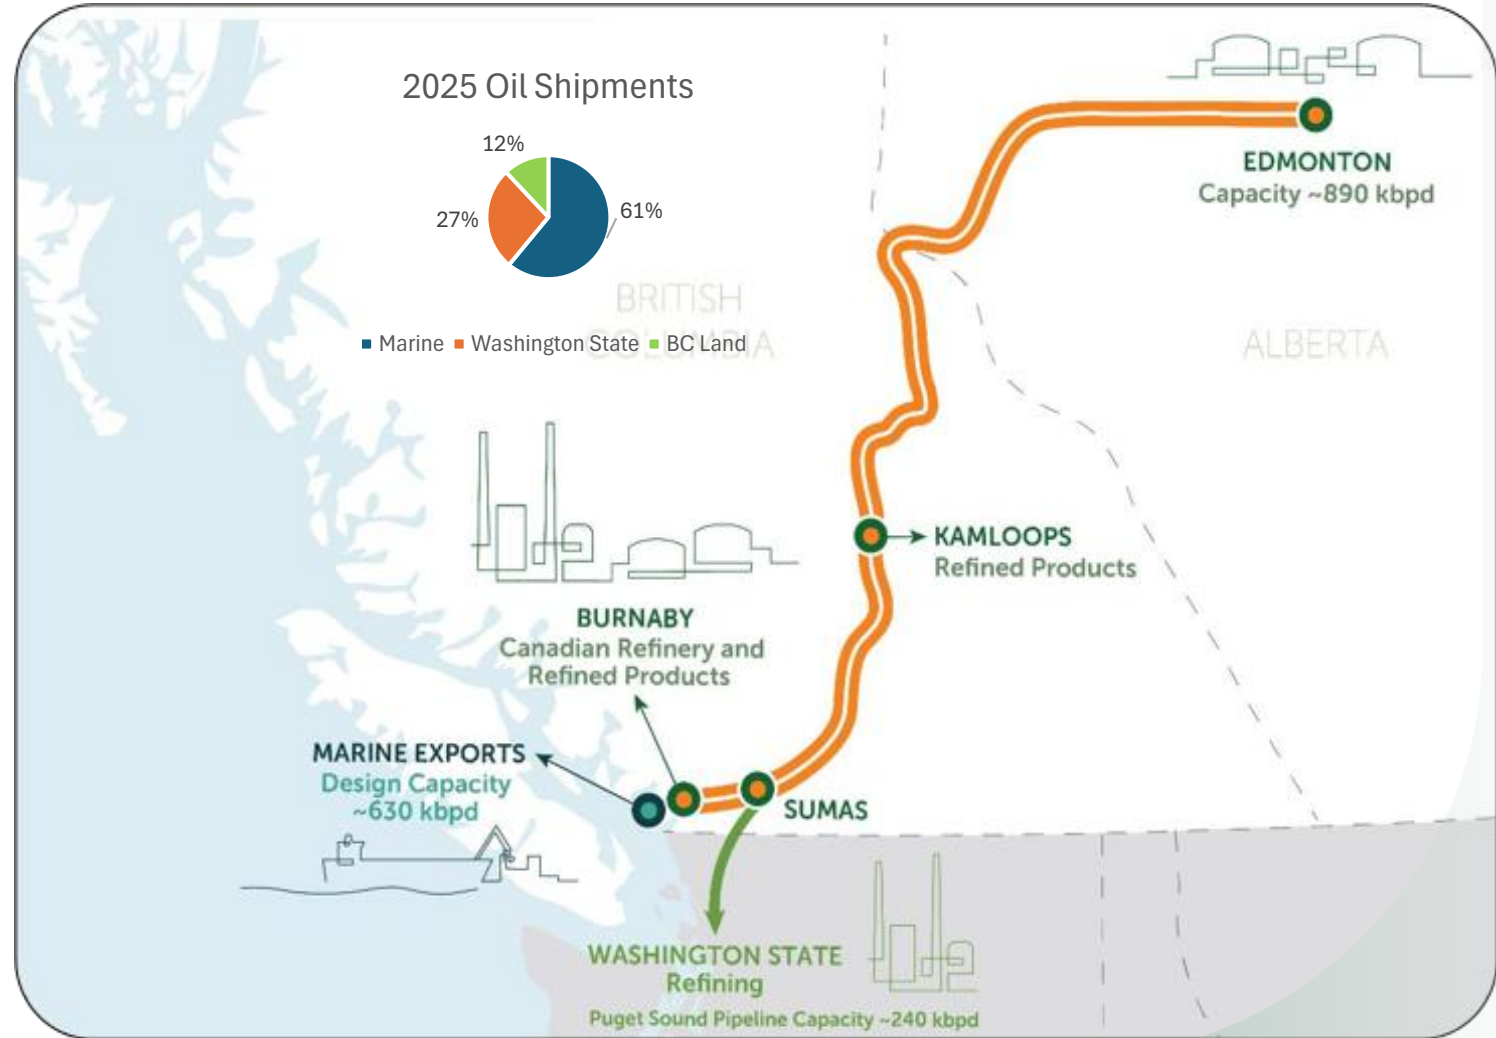 2025 Oil Shipments
12%
27%
61%
Marine
Washington State
BC Land
BRITISH
COLUMBIA
ALBERTA
EDMONTON
Capacity ~890 kbpd
KAMLOOPS
Refined Products
BURNABY
Canadian Refinery and
Refined Products
MARINE EXPORTS
Design Capacity
~630 kbpd
SUMAS
WASHINGTON STATE
Refining
Puget Sound Pipeline Capacity ~240 kbpd